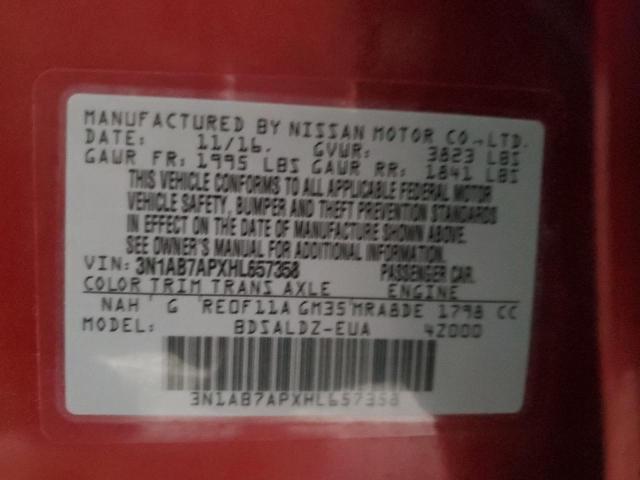 MANUFACTURED BY NISSAN MOTOR CO.,LTD.
DATE: 11/16. GVWR: 3823 LBS
GAWR FR: 1995 LBS GAWR RR: 1841 LBS
THIS VEHICLE CONFORMS TO ALL APPLICABLE FEDERAL MOTOR
VEHICLE SAFETY, BUMPER AND THEFT PREVENTION STANDARDS
IN EFFECT ON THE DATE OF MANUFACTURE SHOWN ABOVE.
SEE OWNER'S MANUAL FOR ADDITIONAL INFORMATION.
VIN: 3N1AB7APXHL657358 PASSENGER CAR.
COLOR TRIM TRANS AXLE ENGINE
NAH G RE0F11A GM35 MRA8DE 1798 CC
MODEL: BDSALDZ-EUA 42000
3N1AB7APXHL657358